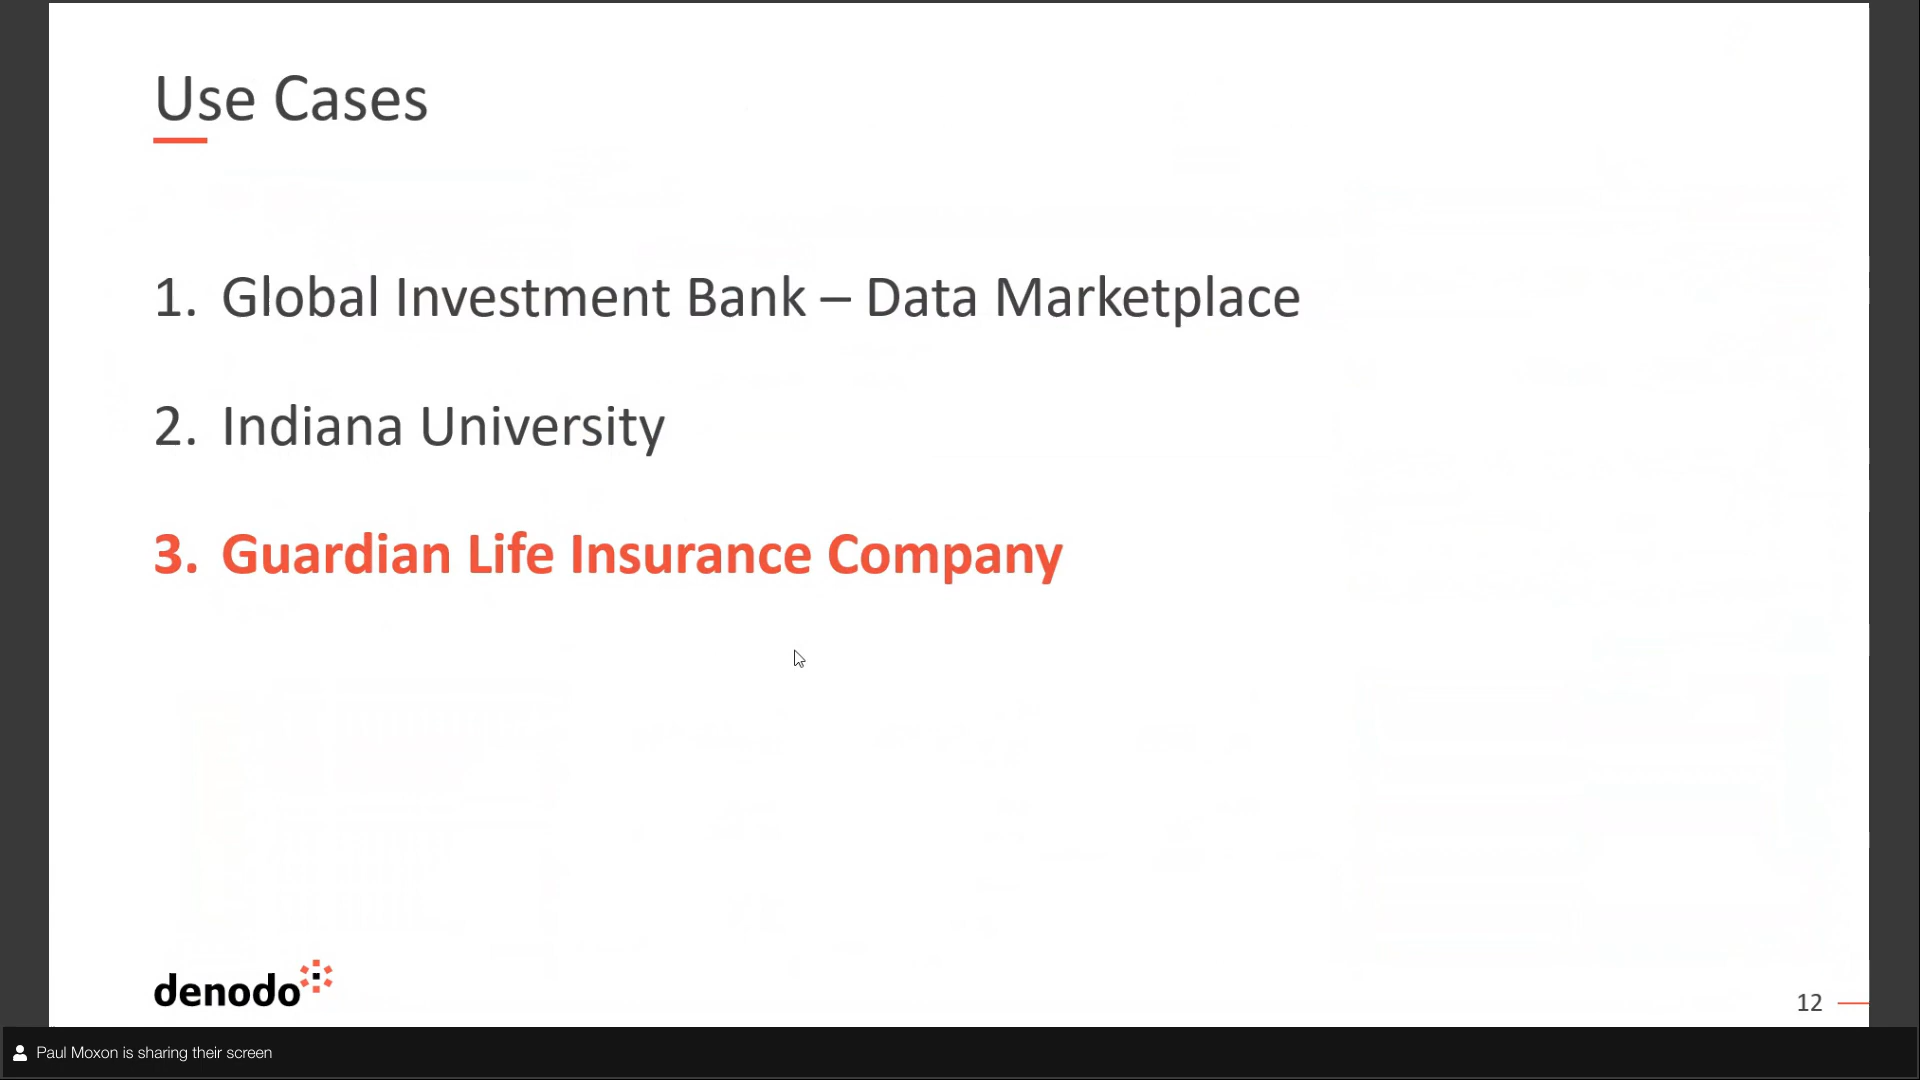 Use Cases
1. Global Investment Bank – Data Marketplace
2. Indiana University
3. Guardian Life Insurance Company
denodo
12
Paul Moxon is sharing their screen